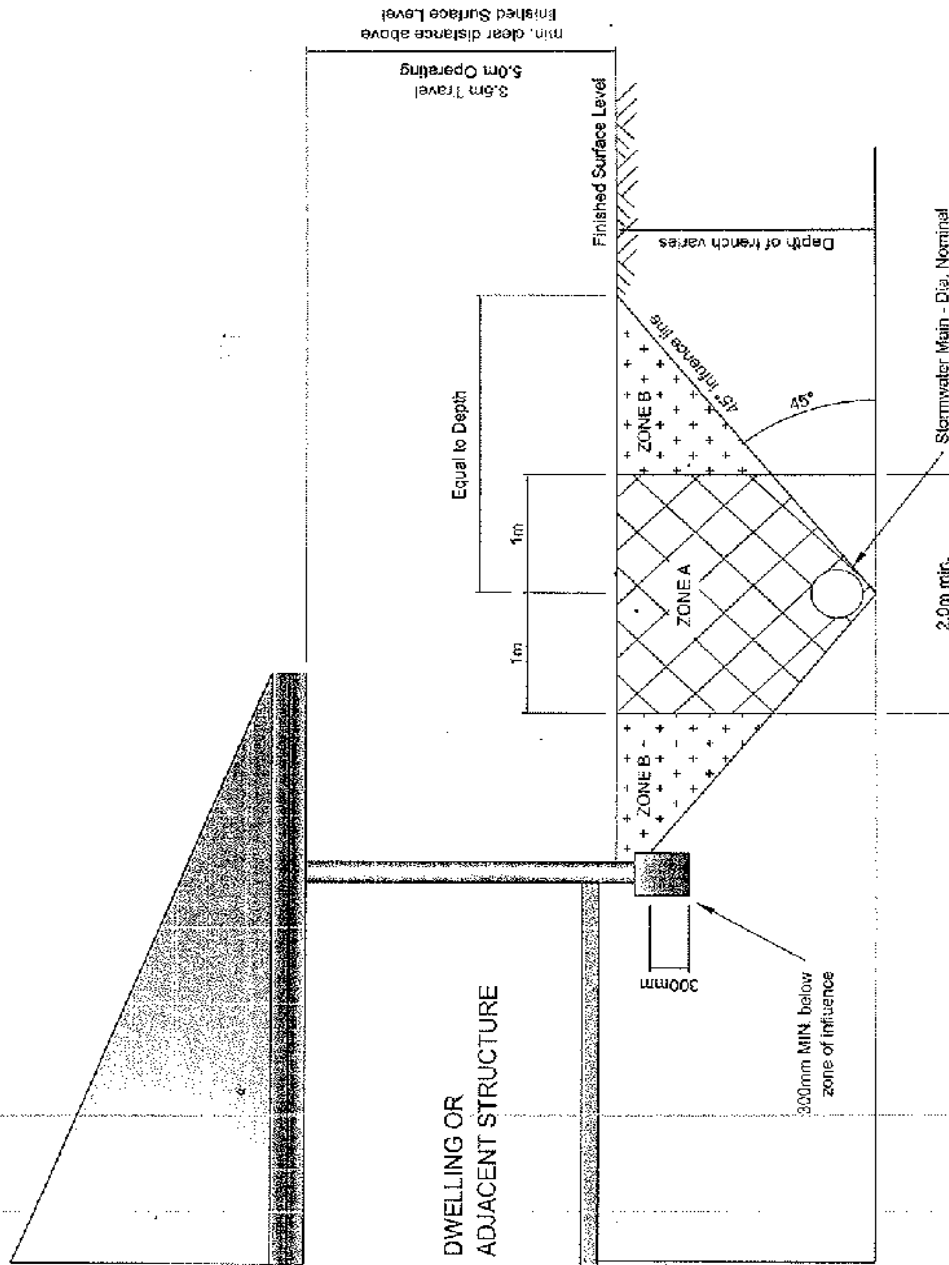 3.6m Travel
5.0m Operating
min. clear distance above
finished Surface Level
Finished Surface Level
Equal to Depth
1m
1m
ZONE B
ZONE A
ZONE B
45° influence line
45°
Depth of trench varies
DWELLING OR
ADJACENT STRUCTURE
300mm
300mm MIN. below
zone of influence
2.0m min.
Stormwater Main - Dia. Nominal